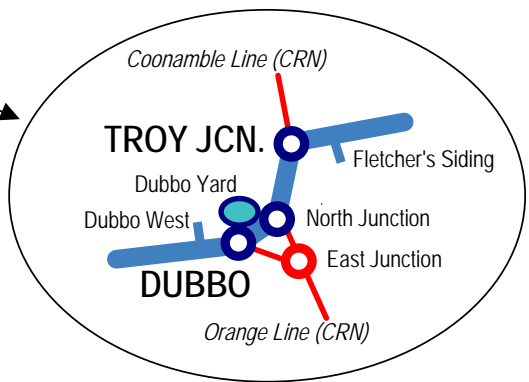 Coonamble Line (CRN)
TROY JCN.
Fletcher's Siding
Dubbo Yard
Dubbo West
North Junction
East Junction
DUBBO
Orange Line (CRN)